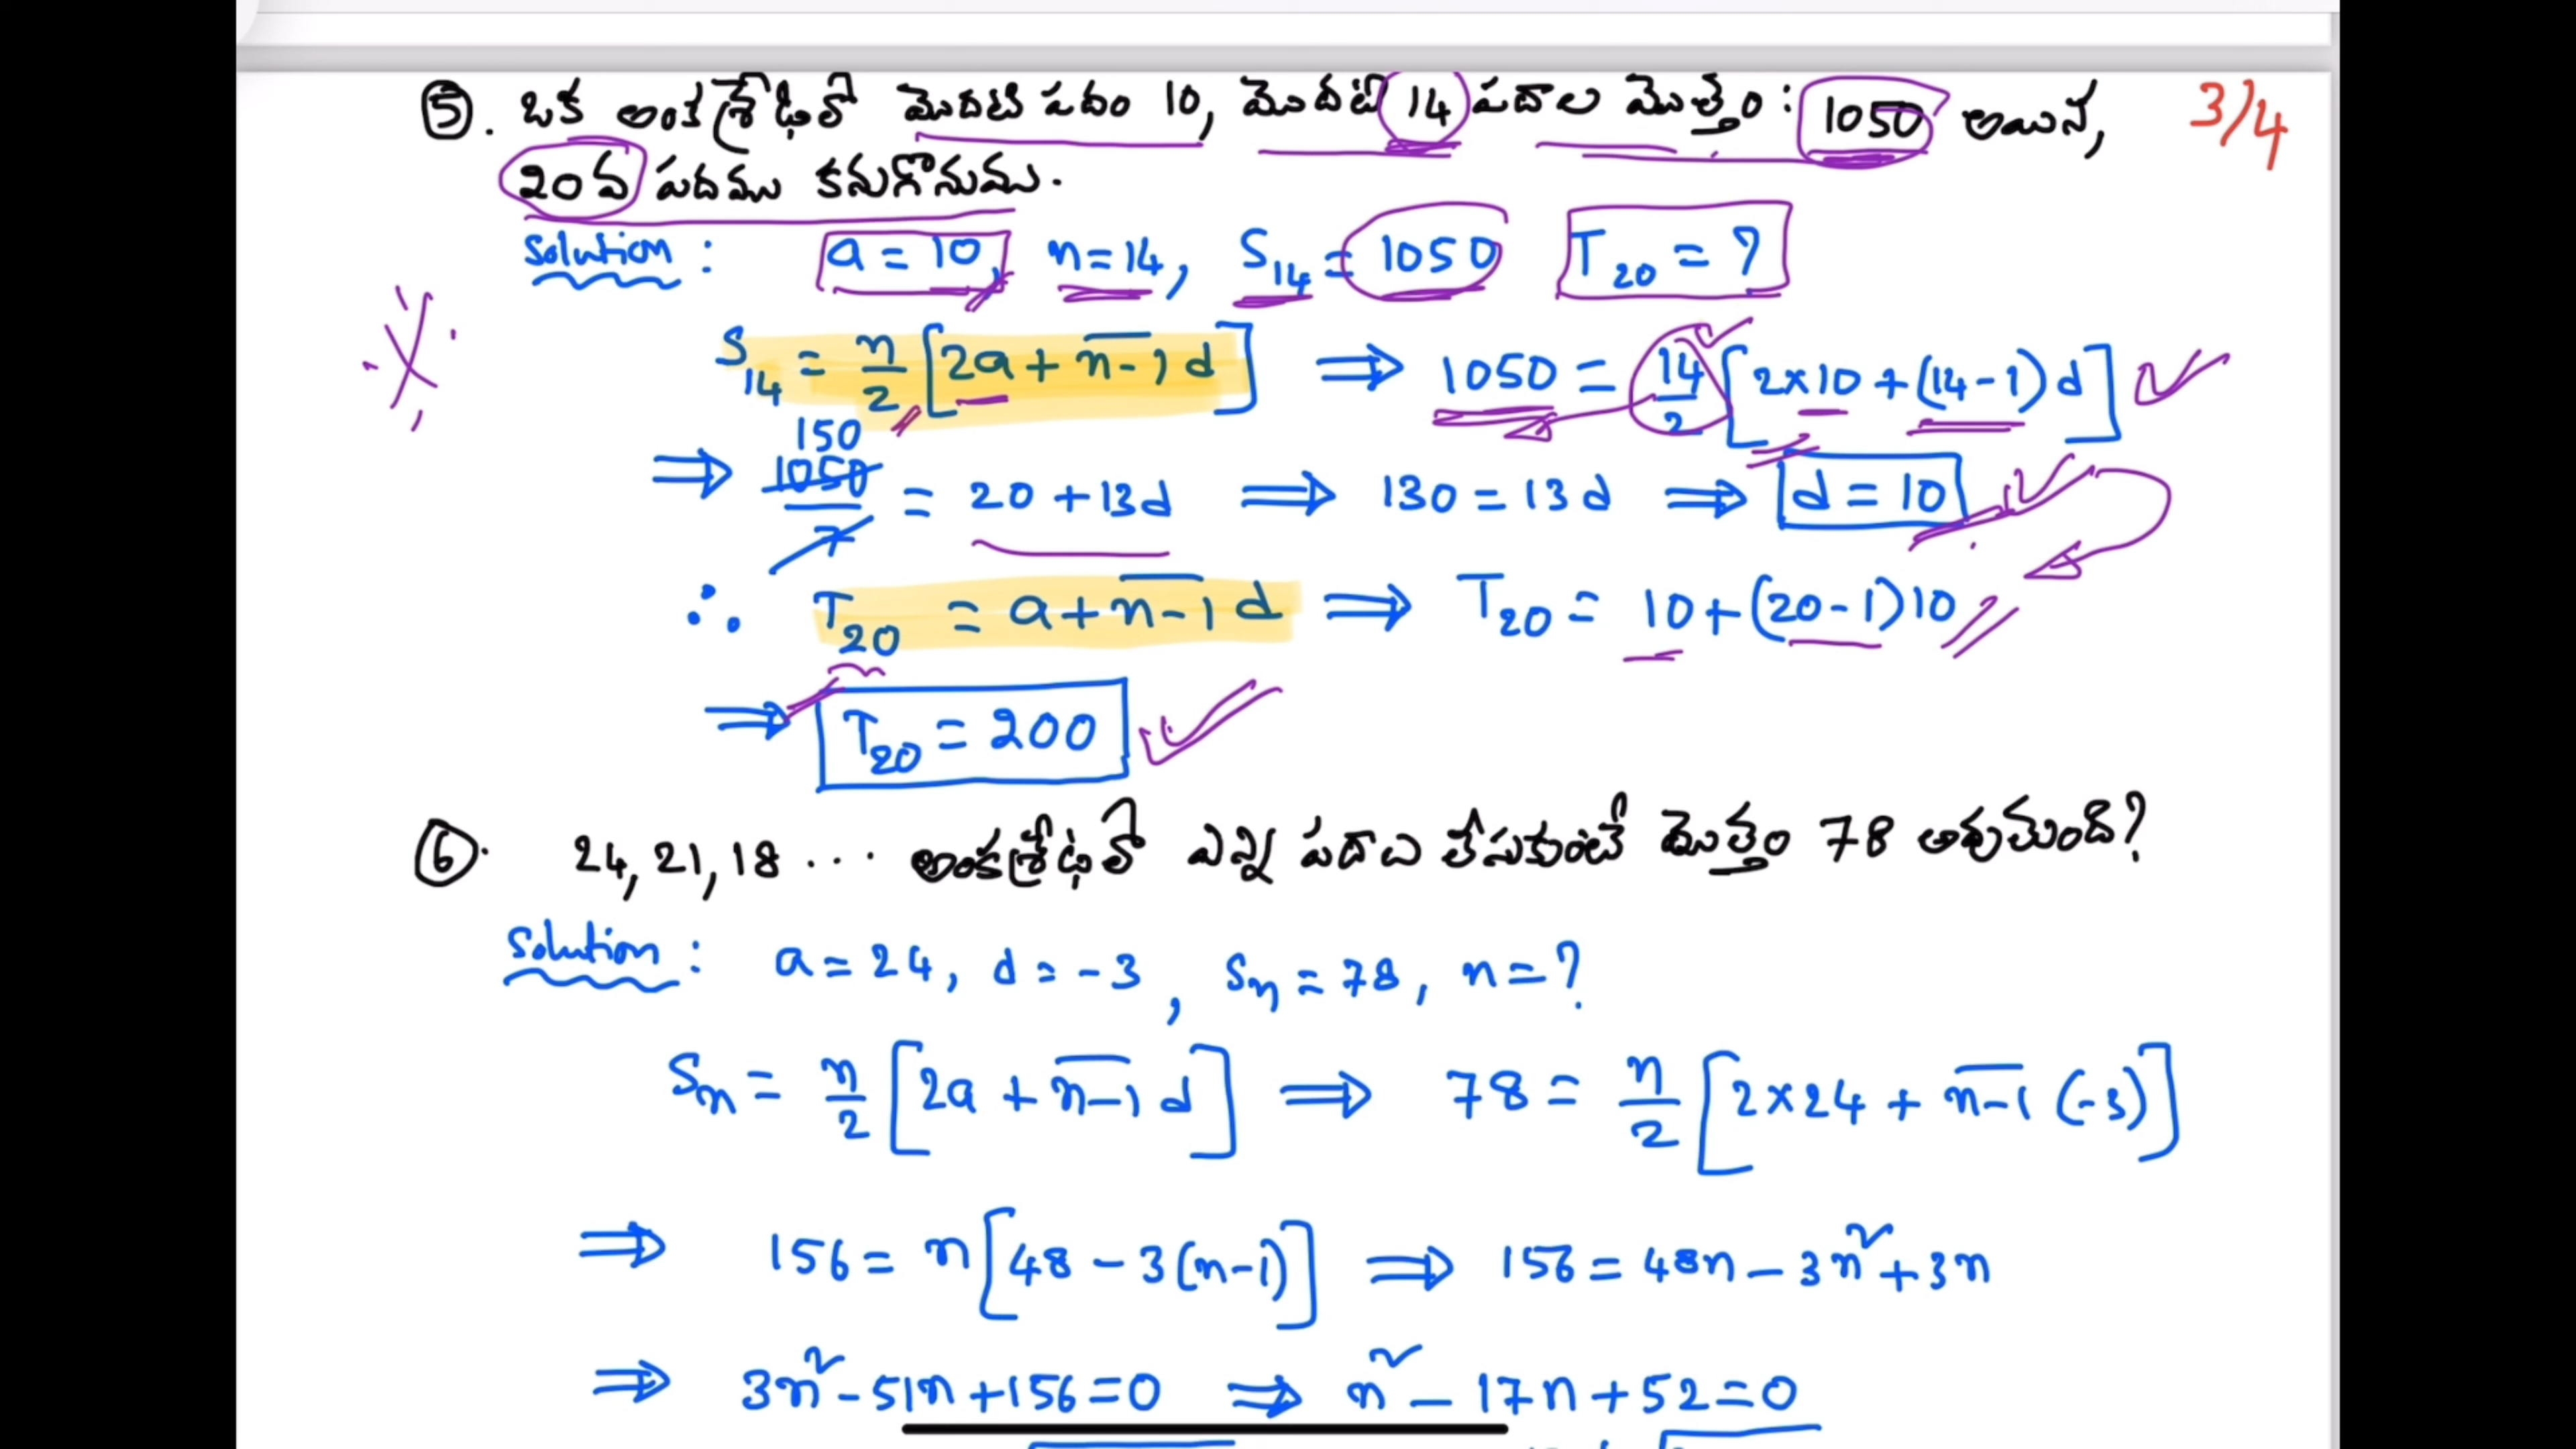 5. ఒక అంకశ్రేఢిలో మొదటి పదం 10, మొదటి 14 పదాల మొత్తం : 1050 అయిన, 3/4
20వ పదము కనుగొనుము.
Solution : a = 10, n = 14, S₁₄ = 1050 T₂₀ = ?
S₁₄ = n/2 [2a + n-1 d] ⇒ 1050 = 14/2 [2×10 + (14-1)d]
150
⇒ 1050/7 = 20 + 13d ⇒ 130 = 13d ⇒ d = 10
∴ T₂₀ = a + n-1 d ⇒ T₂₀ = 10 + (20-1)10
⇒ T₂₀ = 200
6. 24, 21, 18 ... అంకశ్రేఢిలో ఎన్ని పదాలు తీసుకుంటే మొత్తం 78 అవుతుంది?
Solution : a = 24, d = -3, Sₙ = 78, n = ?
Sₙ = n/2 [2a + n-1 d] ⇒ 78 = n/2 [2×24 + n-1 (-3)]
⇒ 156 = n[48 - 3(n-1)] ⇒ 156 = 48n - 3n² + 3n
⇒ 3n² - 51n + 156 = 0 ⇒ n² - 17n + 52 = 0